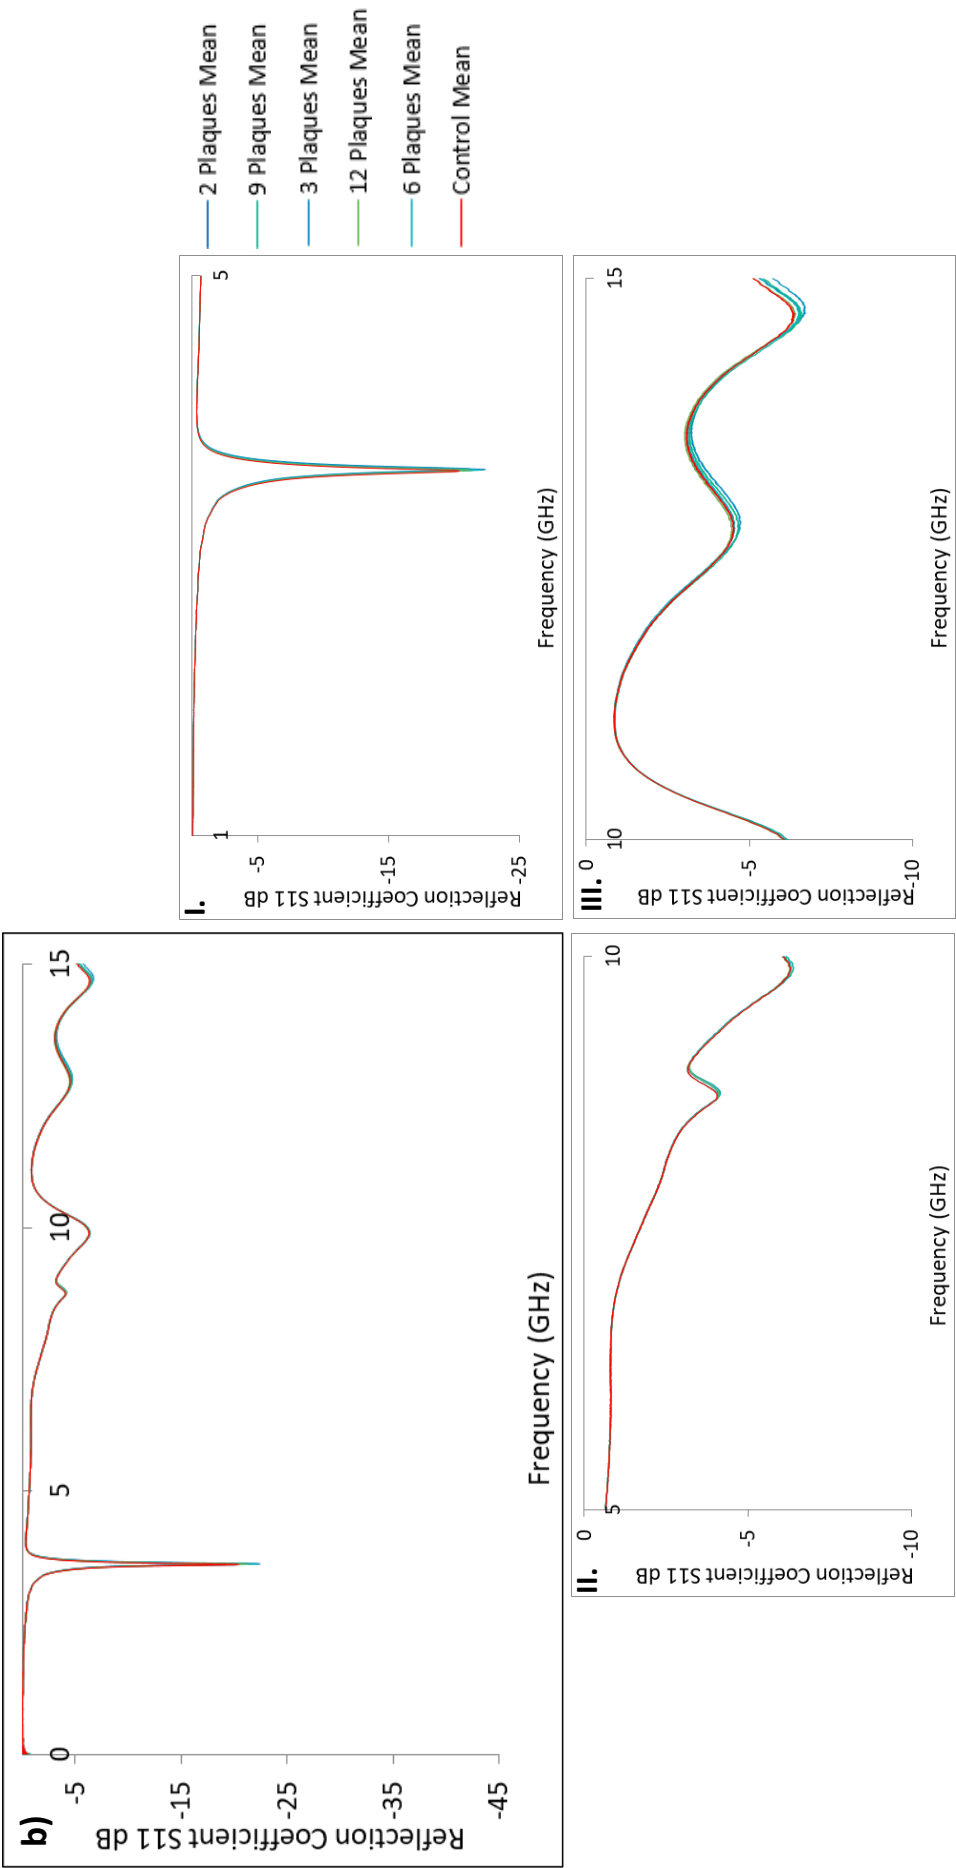 b)
Reflection Coefficient S11 dB
-5
-15
-25
-35
-45
0
5
10
15
Frequency (GHz)
I.
Reflection Coefficient S11 dB
-5
-15
-25
1
5
Frequency (GHz)
2 Plaques Mean
9 Plaques Mean
3 Plaques Mean
12 Plaques Mean
6 Plaques Mean
Control Mean
II.
Reflection Coefficient S11 dB
0
-5
-10
5
10
Frequency (GHz)
III.
Reflection Coefficient S11 dB
0
-5
-10
10
15
Frequency (GHz)